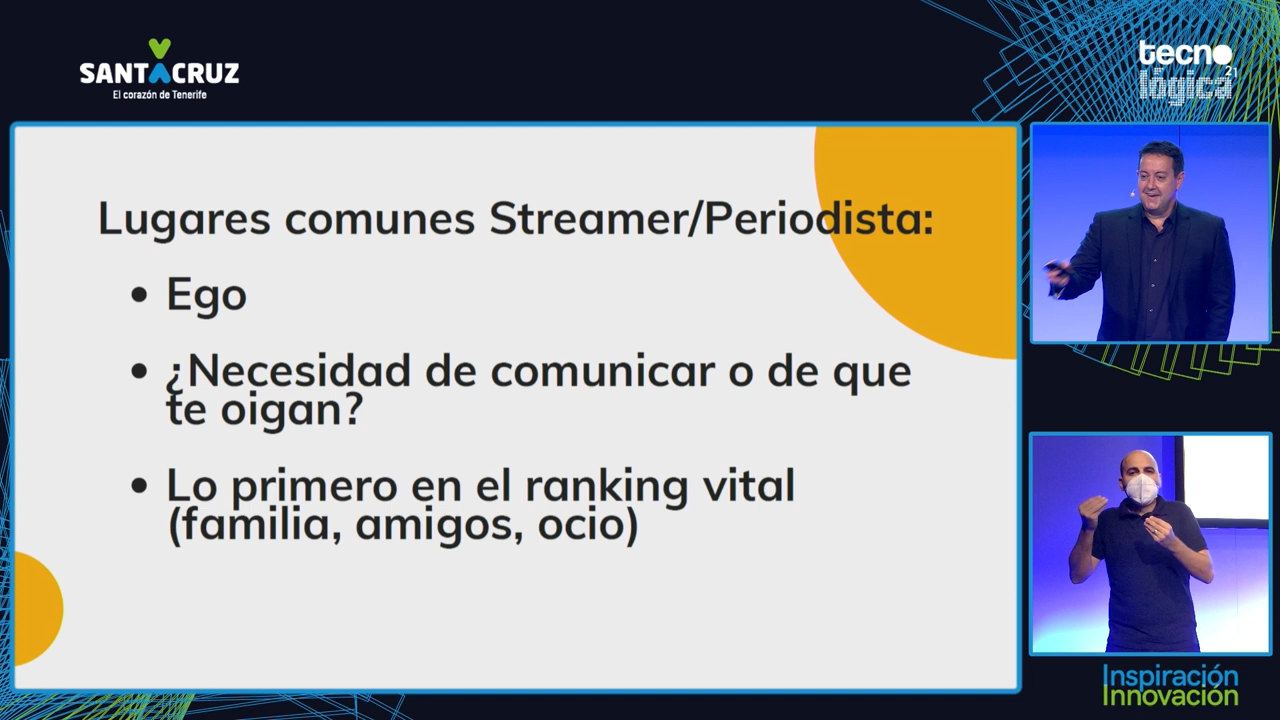 SANTACRUZ
El corazón de Tenerife
tecno
lógica
21
Lugares comunes Streamer/Periodista:
• Ego
• ¿Necesidad de comunicar o de que
te oigan?
• Lo primero en el ranking vital
(familia, amigos, ocio)
Inspiración
Innovación